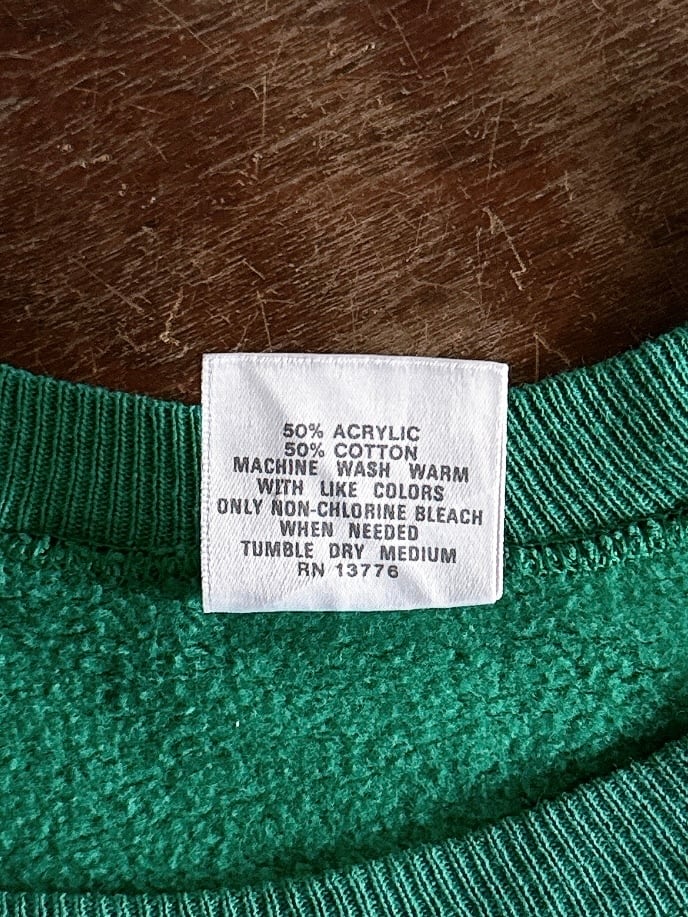 50% ACRYLIC
50% COTTON
MACHINE WASH WARM
WITH LIKE COLORS
ONLY NON-CHLORINE BLEACH
WHEN NEEDED
TUMBLE DRY MEDIUM
RN 13776